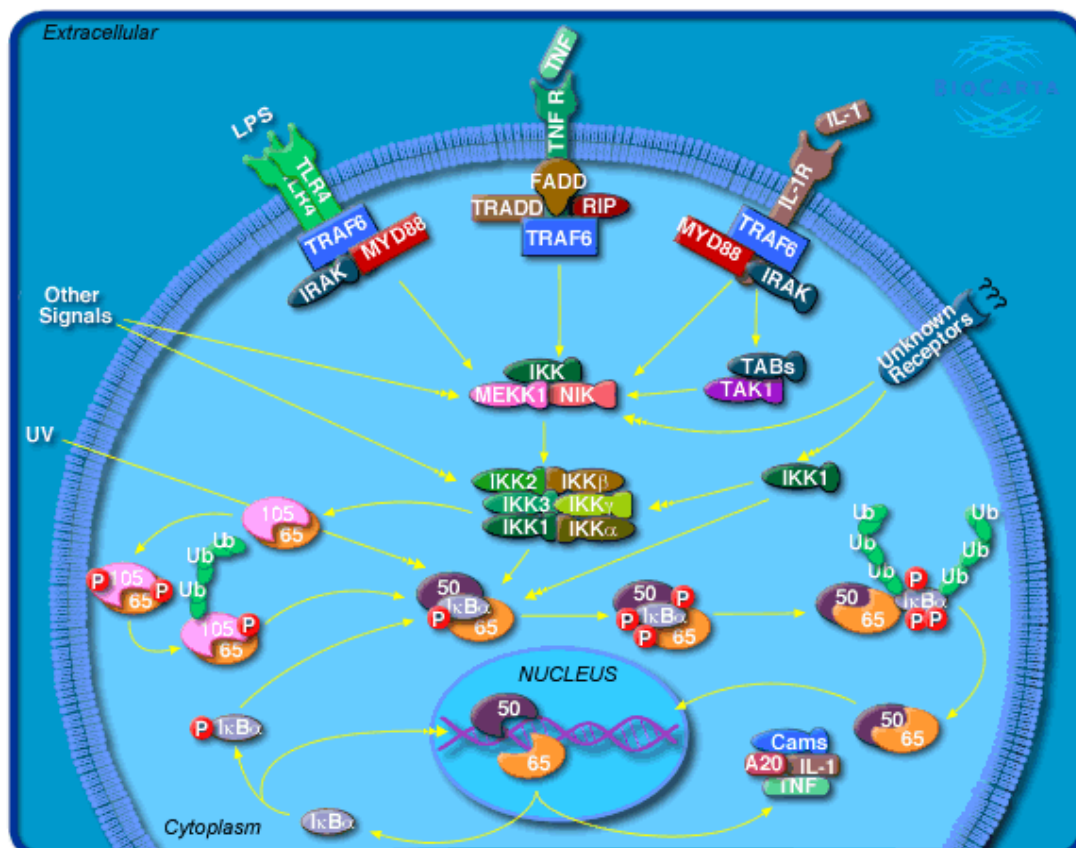 Extracellular
BIOCARTA
TNF
TNF R
LPS
TLR4
TLR4
IL-1
IL-1R
FADD
TRADD
RIP
TRAF6
TRAF6
MYD88
IRAK
MYD88
TRAF6
IRAK
Other
Signals
???
Unknown
Receptors
IKK
MEKK1
NIK
TABs
TAK1
UV
IKK2
IKKβ
IKK3
IKKγ
IKK1
IKKα
IKK1
105
65
Ub
Ub
Ub
P
105
P
65
105
P
65
50
IκBα
P
65
50
P
IκBα
P
P
65
Ub
Ub
Ub
Ub
Ub
Ub
P
50
IκBα
65
P
P
NUCLEUS
50
65
P
IκBα
50
65
Cams
A20
IL-1
TNF
IκBα
Cytoplasm